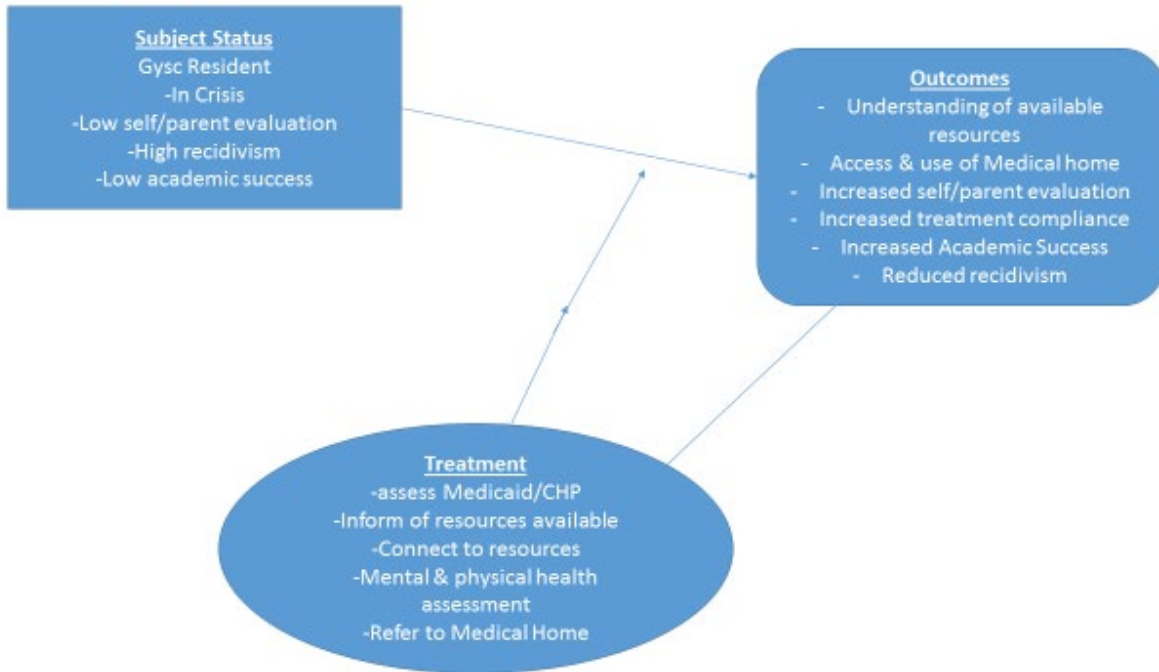 Subject Status
Gysc Resident
-In Crisis
-Low self/parent evaluation
-High recidivism
-Low academic success
Outcomes
- Understanding of available
resources
- Access & use of Medical home
- Increased self/parent evaluation
- Increased treatment compliance
- Increased Academic Success
- Reduced recidivism
Treatment
-assess Medicaid/CHP
-Inform of resources available
-Connect to resources
-Mental & physical health
assessment
-Refer to Medical Home